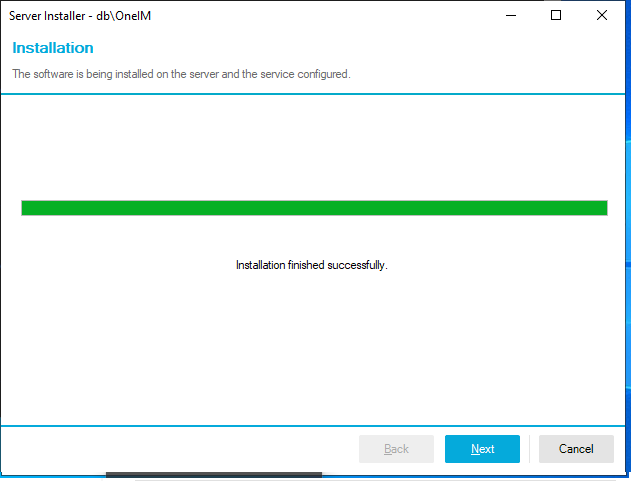 Server Installer - db\OneIM
Installation
The software is being installed on the server and the service configured.
Installation finished successfully.
Back
Next
Cancel